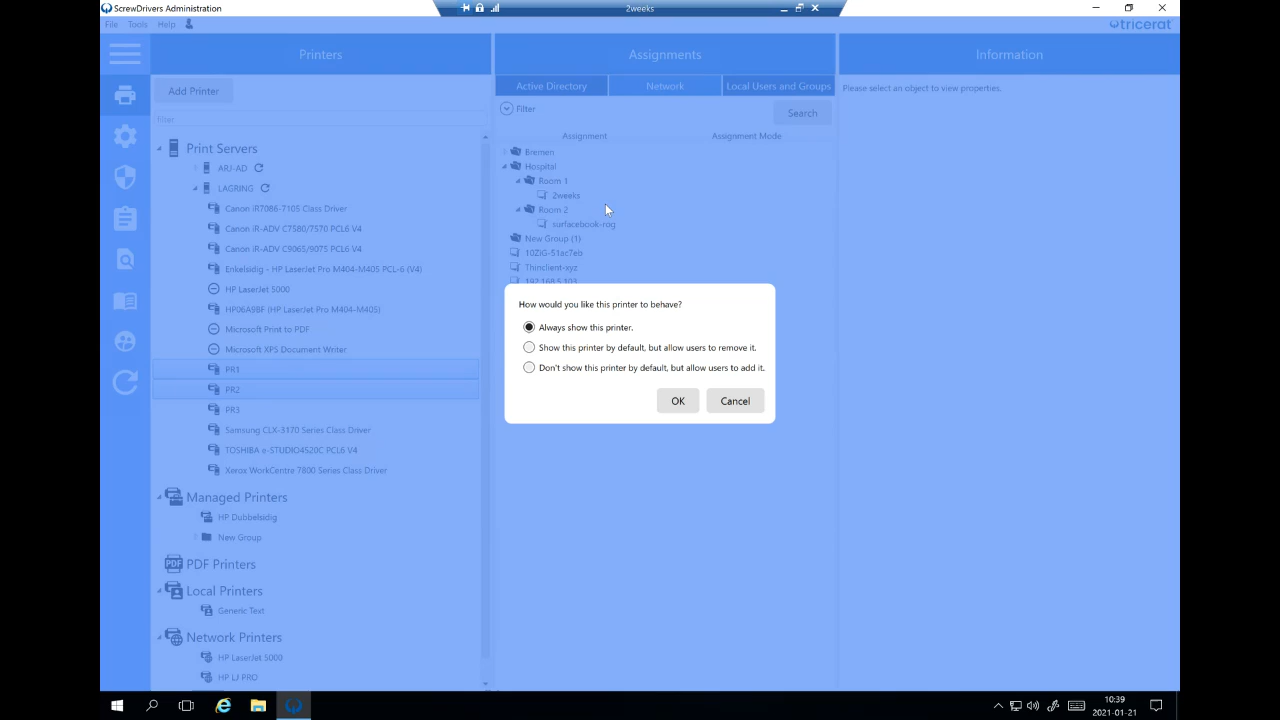 ScrewDrivers Administration
2weeks
File Tools Help
tricerat
Printers
Assignments
Information
Add Printer
Active Directory
Network
Local Users and Groups
Please select an object to view properties.
filter
Filter
Search
Assignment
Assignment Mode
Print Servers
ARJ-AD
LAGRING
Canon iR7086-7105 Class Driver
Canon iR-ADV C7580/7570 PCL6 V4
Canon iR-ADV C9065/9075 PCL6 V4
Enkelsidig - HP LaserJet Pro M404-M405 PCL-6 (V4)
HP LaserJet 5000
HP06A9BF (HP LaserJet Pro M404-M405)
Microsoft Print to PDF
Microsoft XPS Document Writer
PR1
PR2
PR3
Samsung CLX-3170 Series Class Driver
TOSHIBA e-STUDIO4520C PCL6 V4
Xerox WorkCentre 7800 Series Class Driver
Managed Printers
HP Dubbelsidig
New Group
PDF Printers
Local Printers
Generic Text
Network Printers
HP LaserJet 5000
HP LJ PRO
Bremen
Hospital
Room 1
2weeks
Room 2
surfacebook-rog
New Group (1)
10ZiG-51ac7eb
Thinclient-xyz
192.168.5.103
How would you like this printer to behave?
Always show this printer.
Show this printer by default, but allow users to remove it.
Don't show this printer by default, but allow users to add it.
OK
Cancel
10:39
2021-01-21